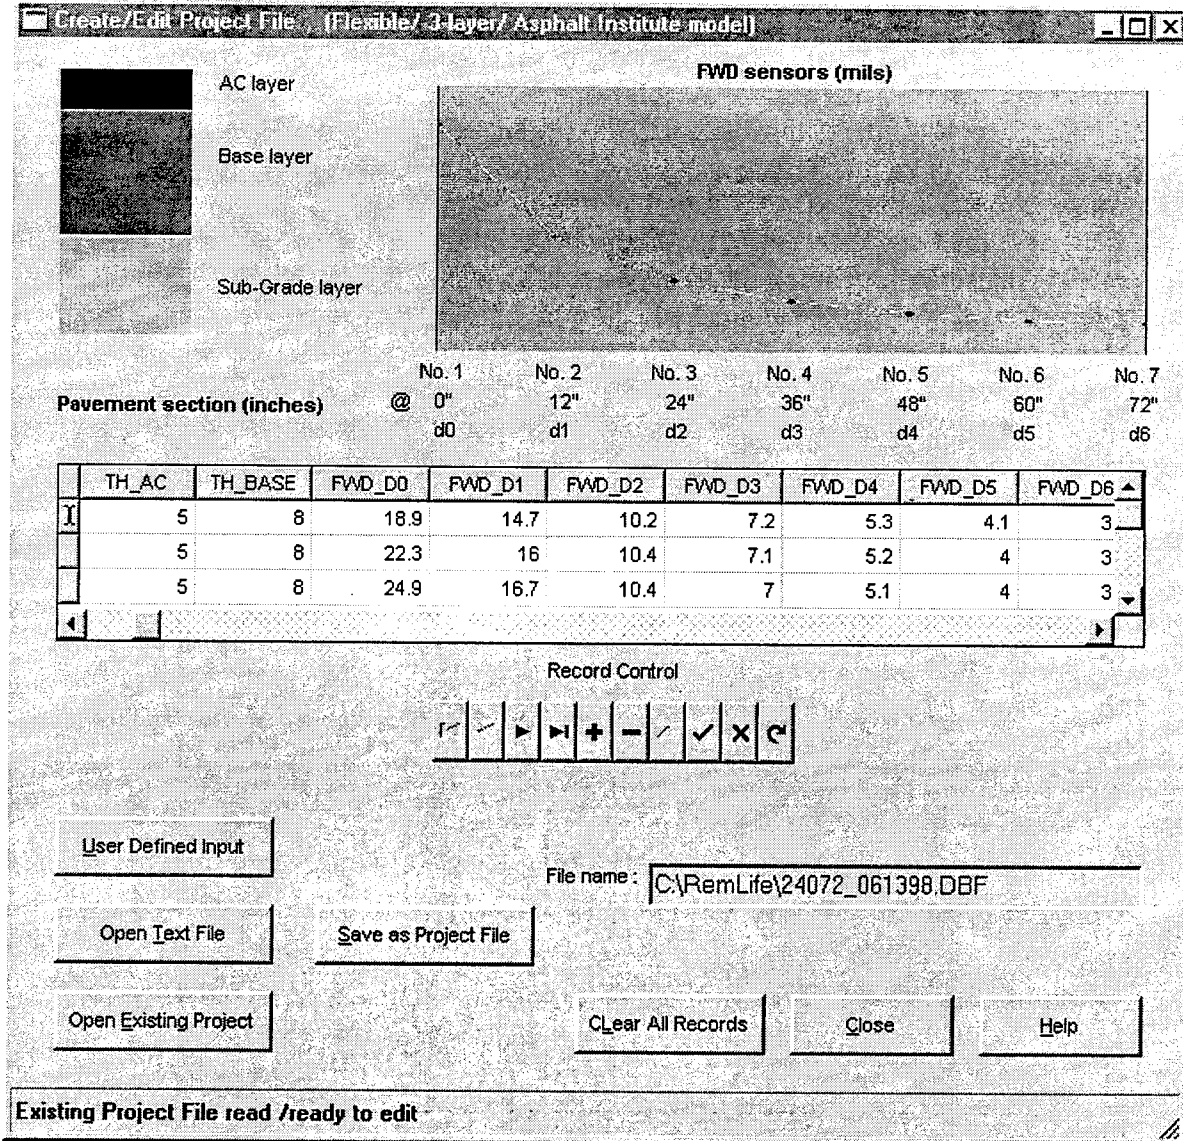 Create/Edit Project File , (Flexible/ 3-layer/ Asphalt Institute model)
AC layer
Base layer
Sub-Grade layer
FWD sensors (mils)
No. 1 No. 2 No. 3 No. 4 No. 5 No. 6 No. 7
Pavement section (inches) @ 0" 12" 24" 36" 48" 60" 72"
d0 d1 d2 d3 d4 d5 d6
TH_AC TH_BASE FWD_D0 FWD_D1 FWD_D2 FWD_D3 FWD_D4 FWD_D5 FWD_D6
5 8 18.9 14.7 10.2 7.2 5.3 4.1 3
5 8 22.3 16 10.4 7.1 5.2 4 3
5 8 24.9 16.7 10.4 7 5.1 4 3
Record Control
User Defined Input
File name : C:\RemLife\24072_061398.DBF
Open Text File Save as Project File
Open Existing Project CLear All Records Close Help
Existing Project File read /ready to edit